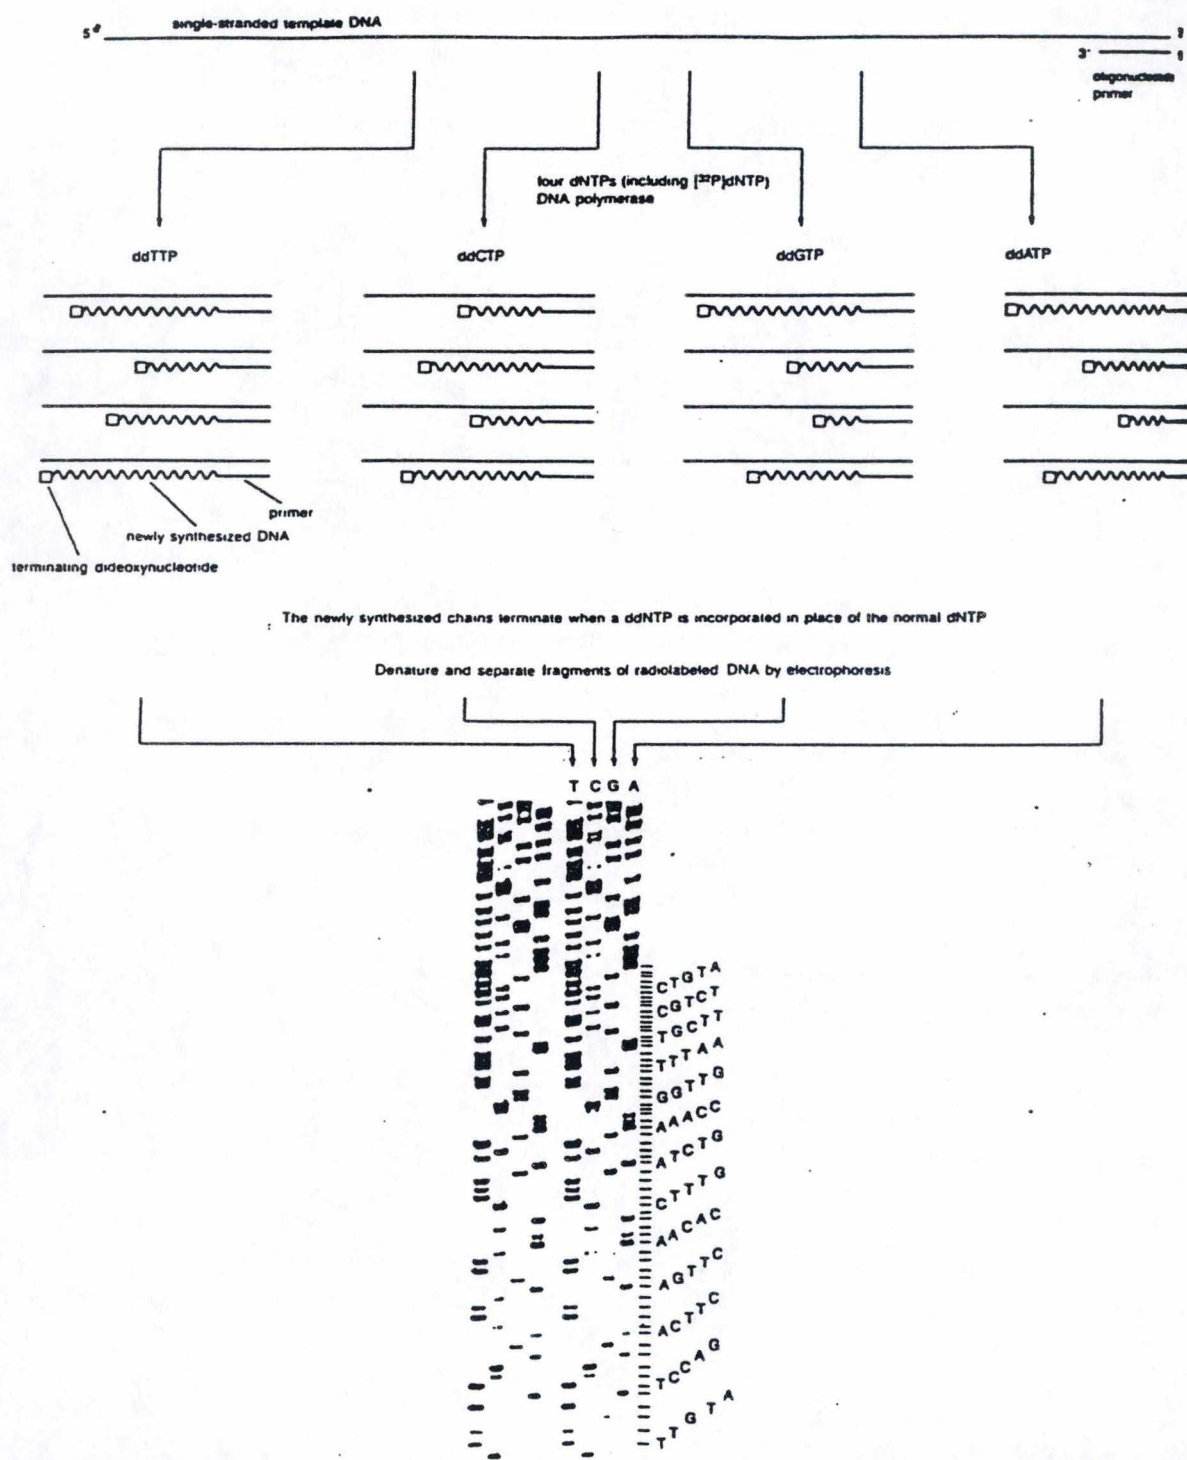 single-stranded template DNA
5'
3'
oligonucleotide
primer
four dNTPs (including [³²P]dNTP)
DNA polymerase
ddTTP ddCTP ddGTP ddATP
primer
newly synthesized DNA
terminating dideoxynucleotide
The newly synthesized chains terminate when a ddNTP is incorporated in place of the normal dNTP
Denature and separate fragments of radiolabeled DNA by electrophoresis
T C G A
CTGTA
CGTCT
TGCTT
TTTAA
GGTTG
AAACC
ATCTG
CTTTG
AACAC
AGTTC
ACTTC
TCCAG
TTGTA